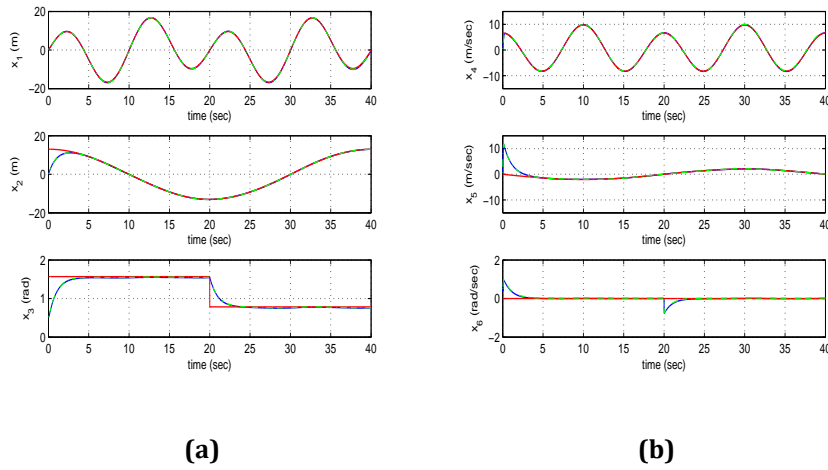 20
0
−20
0 5 10 15 20 25 30 35 40
time (sec)
x1 (m)
20
0
−20
0 5 10 15 20 25 30 35 40
time (sec)
x2 (m)
2
1
0
0 5 10 15 20 25 30 35 40
time (sec)
x3 (rad)
(a)
10
0
−10
0 5 10 15 20 25 30 35 40
time (sec)
x4 (m/sec)
10
0
−10
0 5 10 15 20 25 30 35 40
time (sec)
x5 (m/sec)
2
0
−2
0 5 10 15 20 25 30 35 40
time (sec)
x6 (rad/sec)
(b)